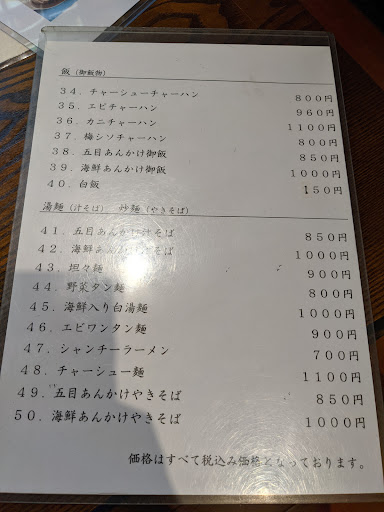 飯（御飯物）
３４．チャーシューチャーハン　８００円
３５．エビチャーハン　９６０円
３６．カニチャーハン　１１００円
３７．梅シソチャーハン　８００円
３８．五目あんかけ御飯　８５０円
３９．海鮮あんかけ御飯　１０００円
４０．白飯　１５０円
湯麺（汁そば）　炒麺（やきそば）
４１．五目あんかけ汁そば　８５０円
４２．海鮮あんかけ汁そば　１０００円
４３．坦々麺　９００円
４４．野菜タン麺　８００円
４５．海鮮入り白湯麺　１０００円
４６．エビワンタン麺　９００円
４７．シャンチーラーメン　７００円
４８．チャーシュー麺　１１００円
４９．五目あんかけやきそば　８５０円
５０．海鮮あんかけやきそば　１０００円
価格はすべて税込み価格となっております。